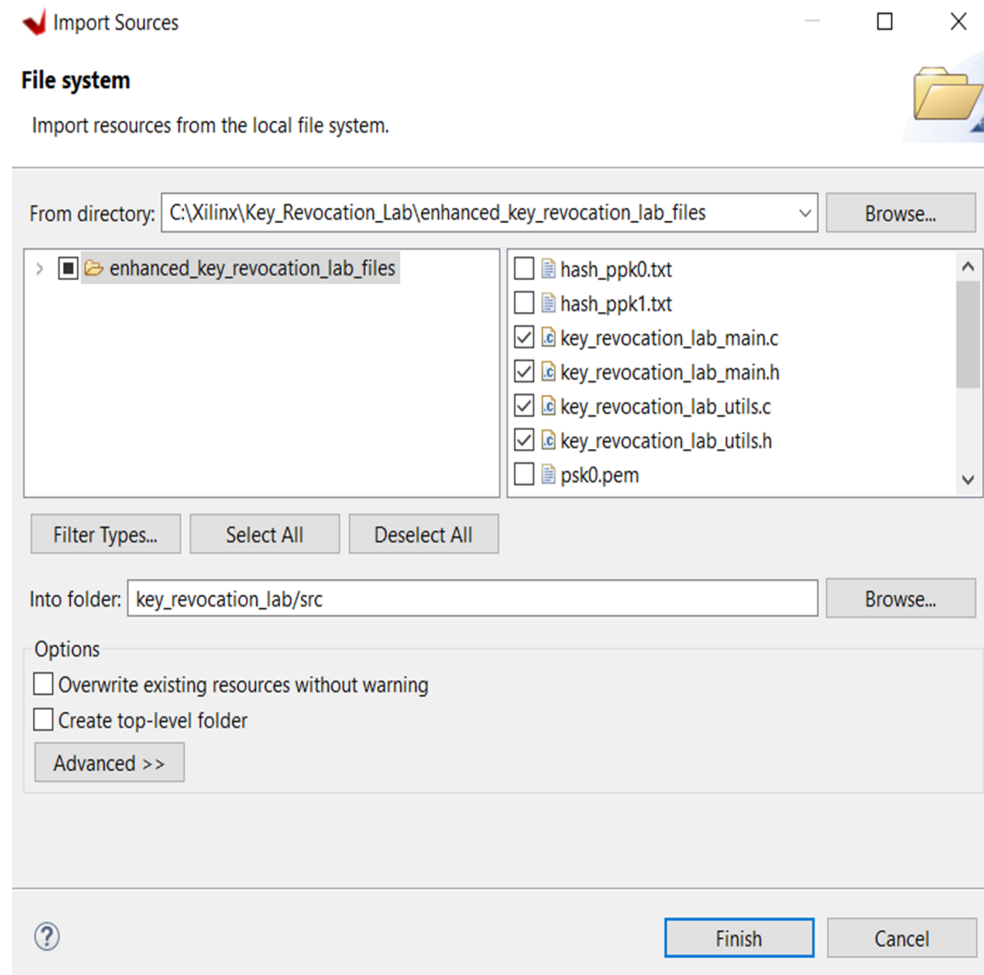 Import Sources
File system
Import resources from the local file system.
From directory: C:\Xilinx\Key_Revocation_Lab\enhanced_key_revocation_lab_files Browse...
enhanced_key_revocation_lab_files
hash_ppk0.txt
hash_ppk1.txt
key_revocation_lab_main.c
key_revocation_lab_main.h
key_revocation_lab_utils.c
key_revocation_lab_utils.h
psk0.pem
Filter Types... Select All Deselect All
Into folder: key_revocation_lab/src Browse...
Options
Overwrite existing resources without warning
Create top-level folder
Advanced >>
? Finish Cancel